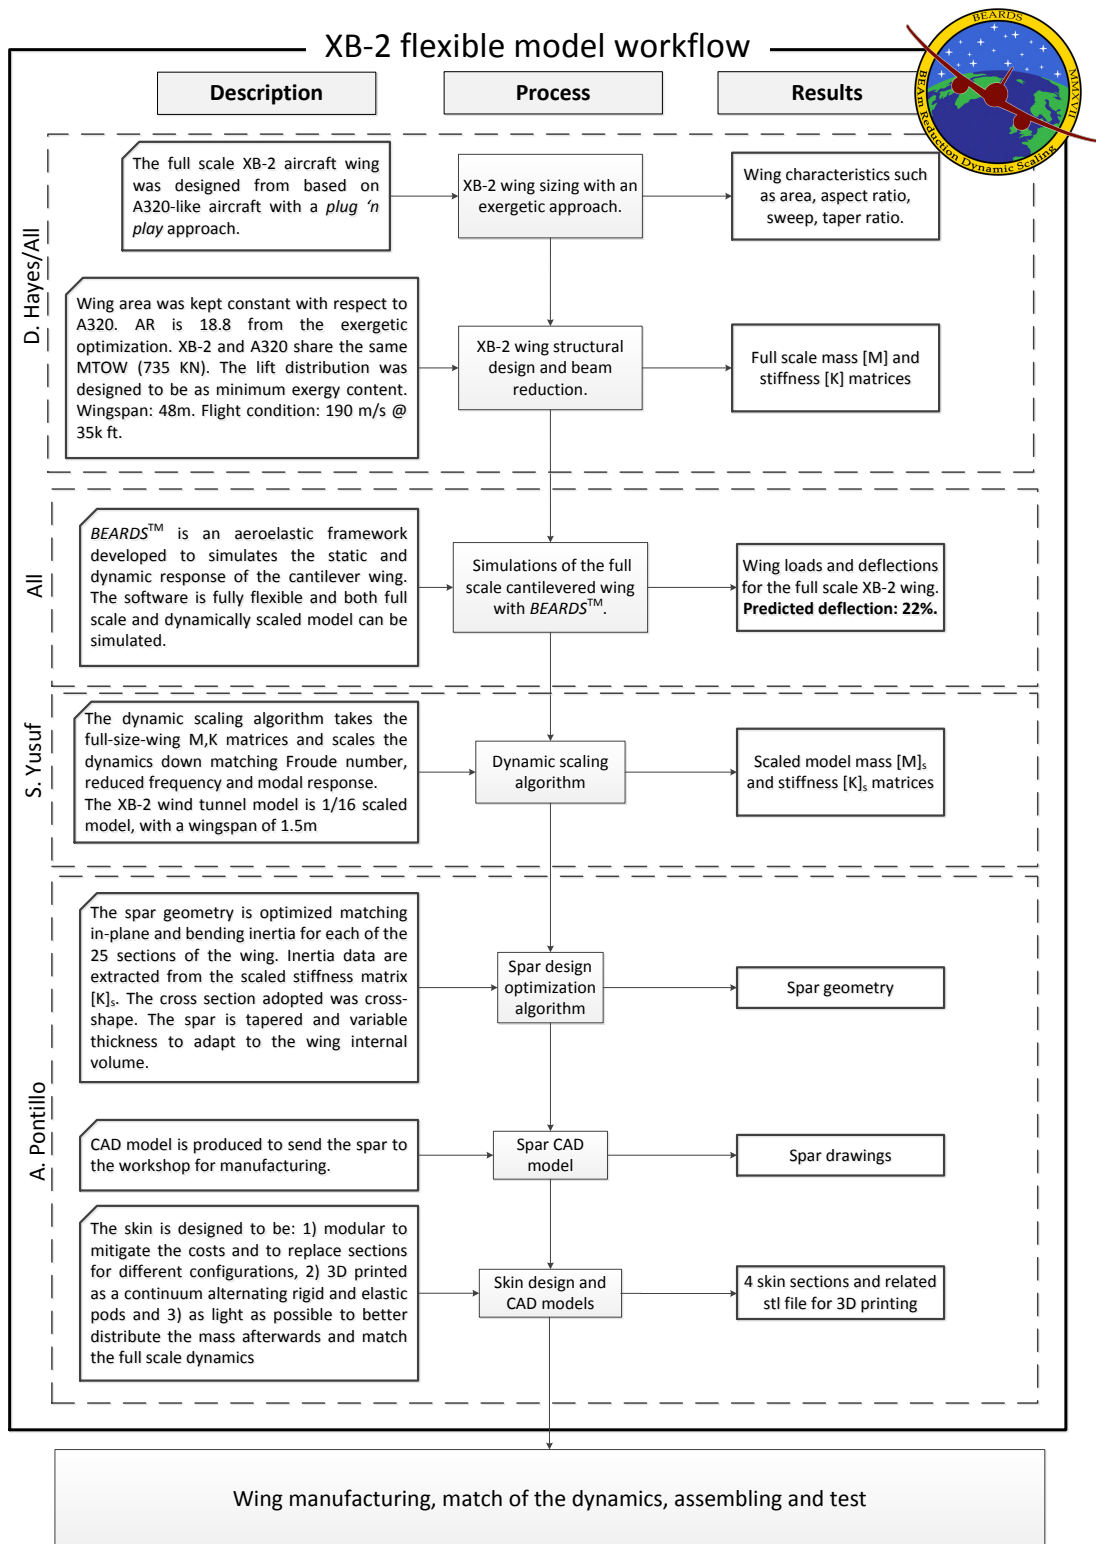 XB-2 flexible model workflow
BEARDS
MMXVII
BEAm Reduction Dynamic Scaling
Description
Process
Results
D. Hayes/All
The full scale XB-2 aircraft wing
was designed from based on
A320-like aircraft with a plug ‘n
play approach.
XB-2 wing sizing with an
exergetic approach.
Wing characteristics such
as area, aspect ratio,
sweep, taper ratio.
Wing area was kept constant with respect to
A320. AR is 18.8 from the exergetic
optimization. XB-2 and A320 share the same
MTOW (735 KN). The lift distribution was
designed to be as minimum exergy content.
Wingspan: 48m. Flight condition: 190 m/s @
35k ft.
XB-2 wing structural
design and beam
reduction.
Full scale mass [M] and
stiffness [K] matrices
All
BEARDS™ is an aeroelastic framework
developed to simulates the static and
dynamic response of the cantilever wing.
The software is fully flexible and both full
scale and dynamically scaled model can be
simulated.
Simulations of the full
scale cantilevered wing
with BEARDS™.
Wing loads and deflections
for the full scale XB-2 wing.
Predicted deflection: 22%.
S. Yusuf
The dynamic scaling algorithm takes the
full-size-wing M,K matrices and scales the
dynamics down matching Froude number,
reduced frequency and modal response.
The XB-2 wind tunnel model is 1/16 scaled
model, with a wingspan of 1.5m
Dynamic scaling
algorithm
Scaled model mass [M]ₛ
and stiffness [K]ₛ matrices
A. Pontillo
The spar geometry is optimized matching
in-plane and bending inertia for each of the
25 sections of the wing. Inertia data are
extracted from the scaled stiffness matrix
[K]ₛ. The cross section adopted was cross-
shape. The spar is tapered and variable
thickness to adapt to the wing internal
volume.
Spar design
optimization
algorithm
Spar geometry
CAD model is produced to send the spar to
the workshop for manufacturing.
Spar CAD
model
Spar drawings
The skin is designed to be: 1) modular to
mitigate the costs and to replace sections
for different configurations, 2) 3D printed
as a continuum alternating rigid and elastic
pods and 3) as light as possible to better
distribute the mass afterwards and match
the full scale dynamics
Skin design and
CAD models
4 skin sections and related
stl file for 3D printing
Wing manufacturing, match of the dynamics, assembling and test